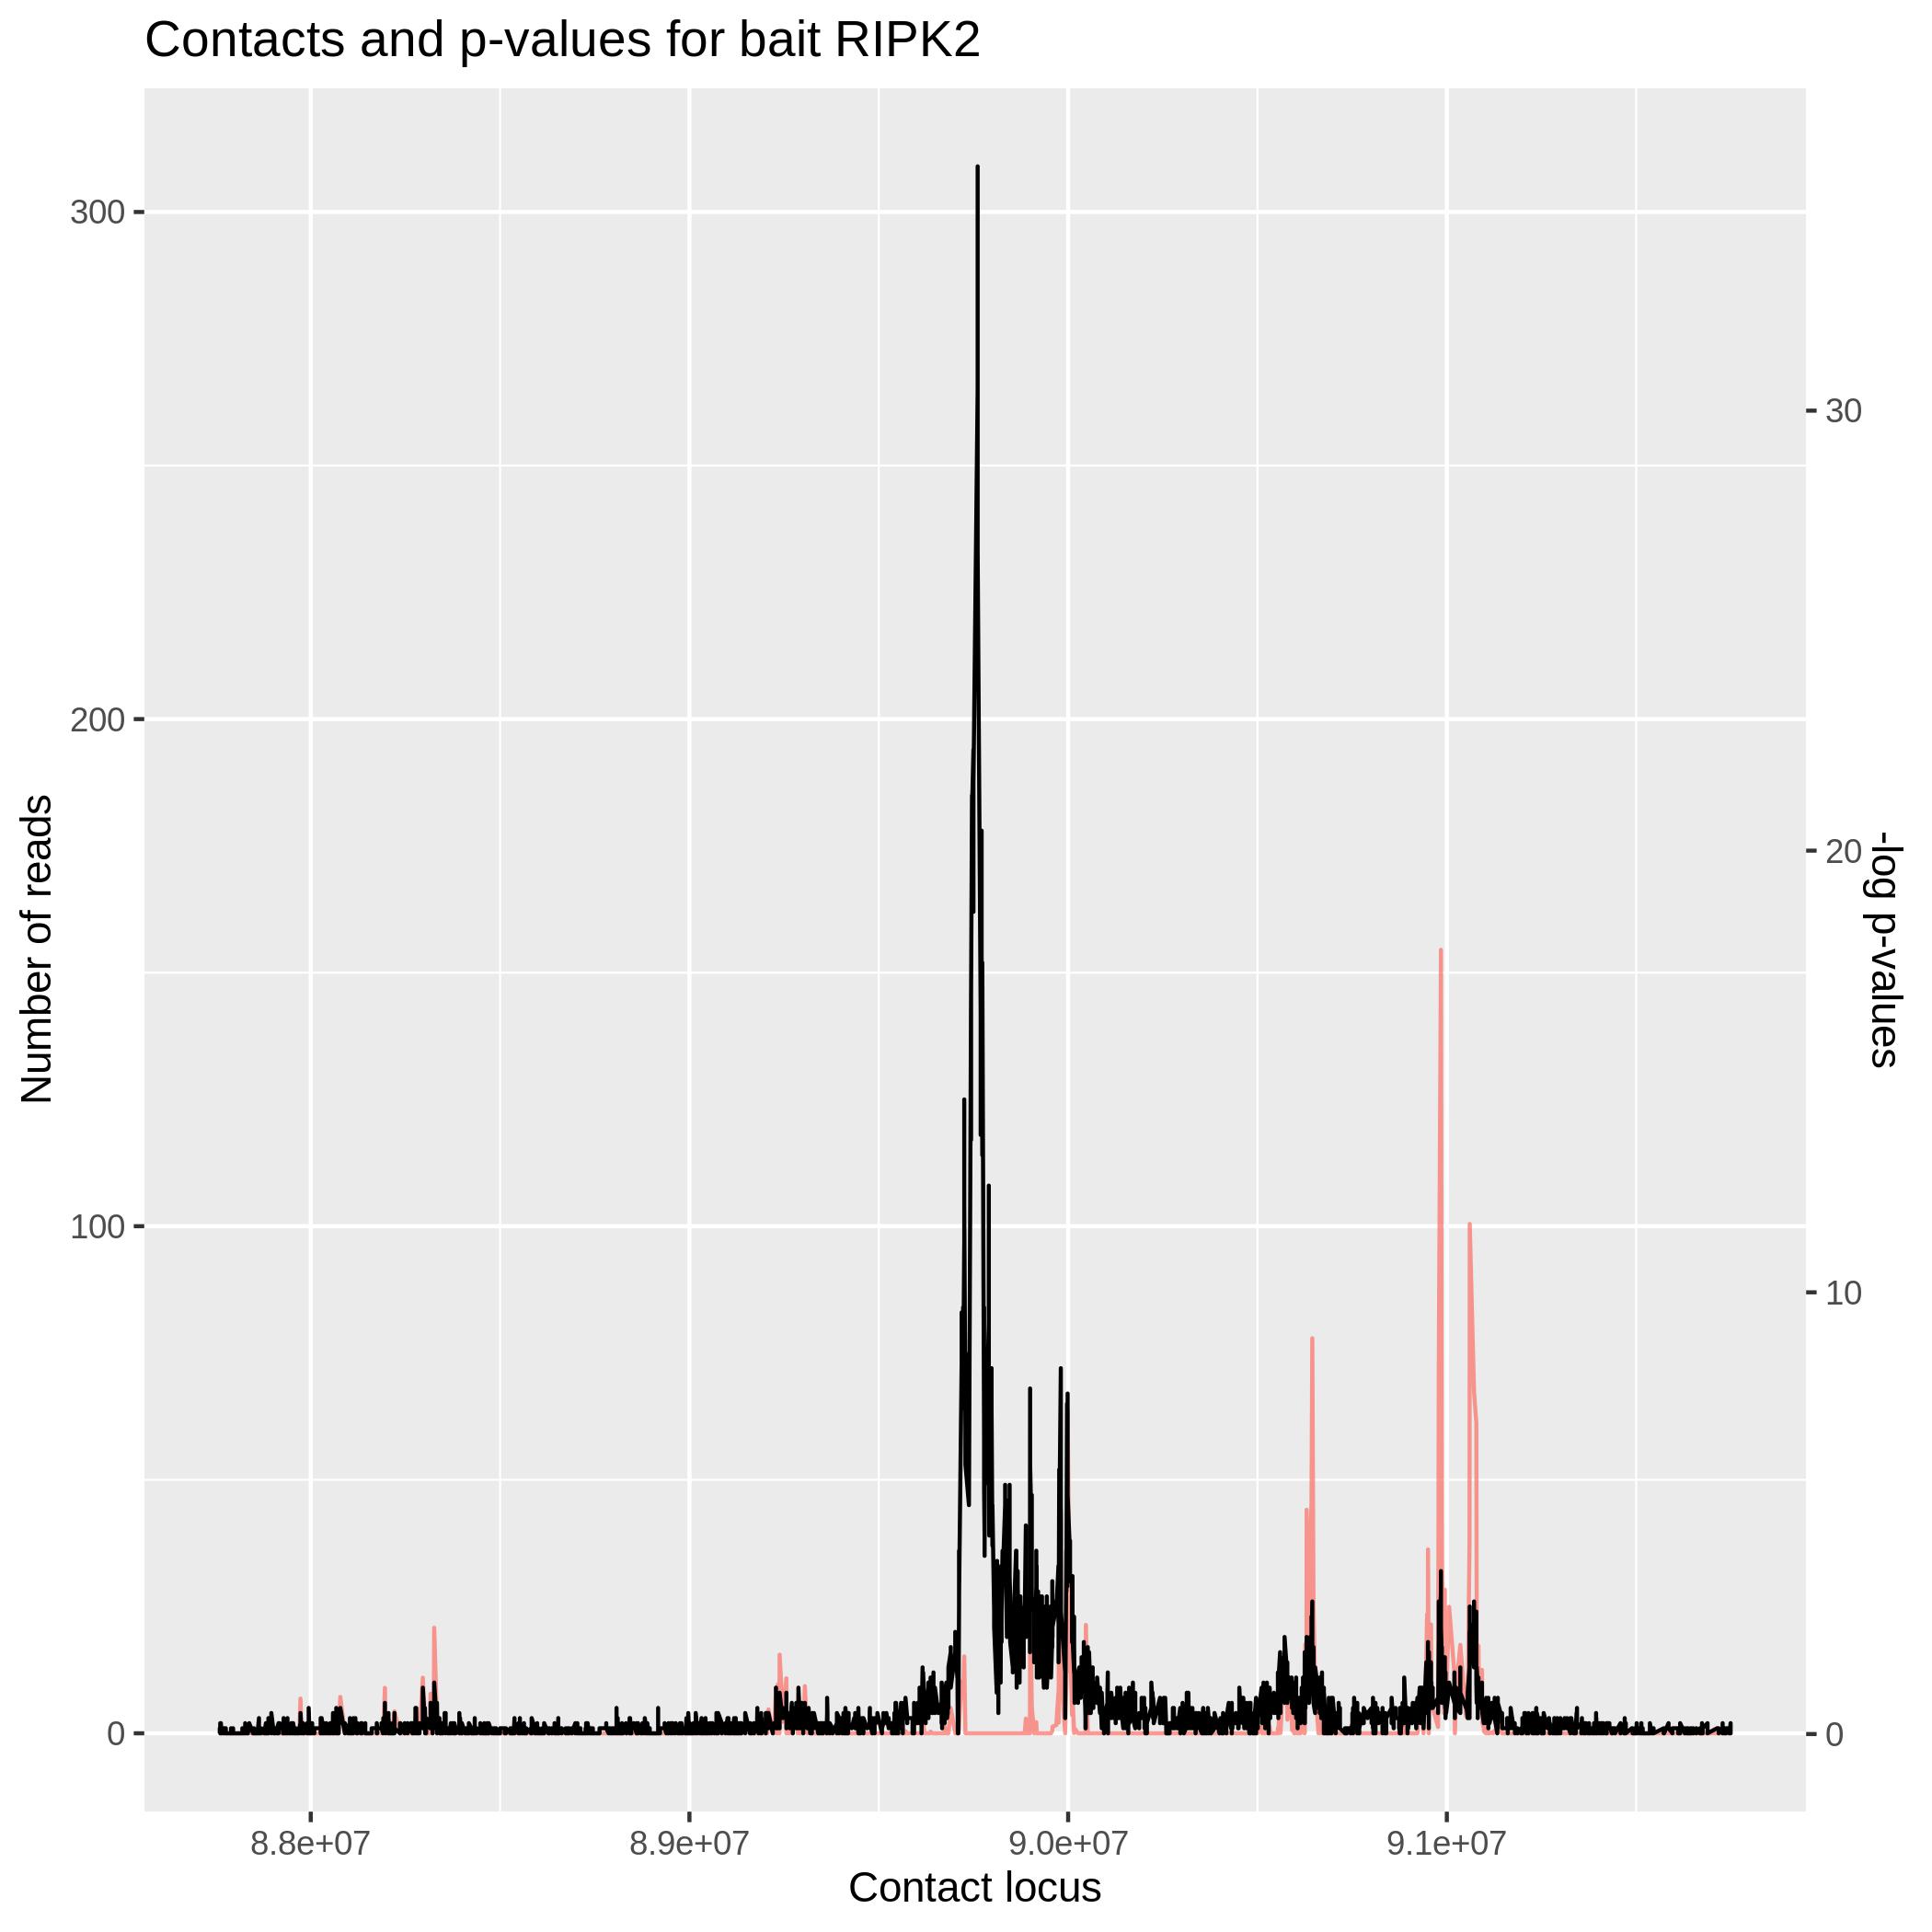 Contacts and p-values for bait RIPK2
300
200
100
0
Number of reads
30
20
10
0
-log p-values
8.8e+07
8.9e+07
9.0e+07
9.1e+07
Contact locus